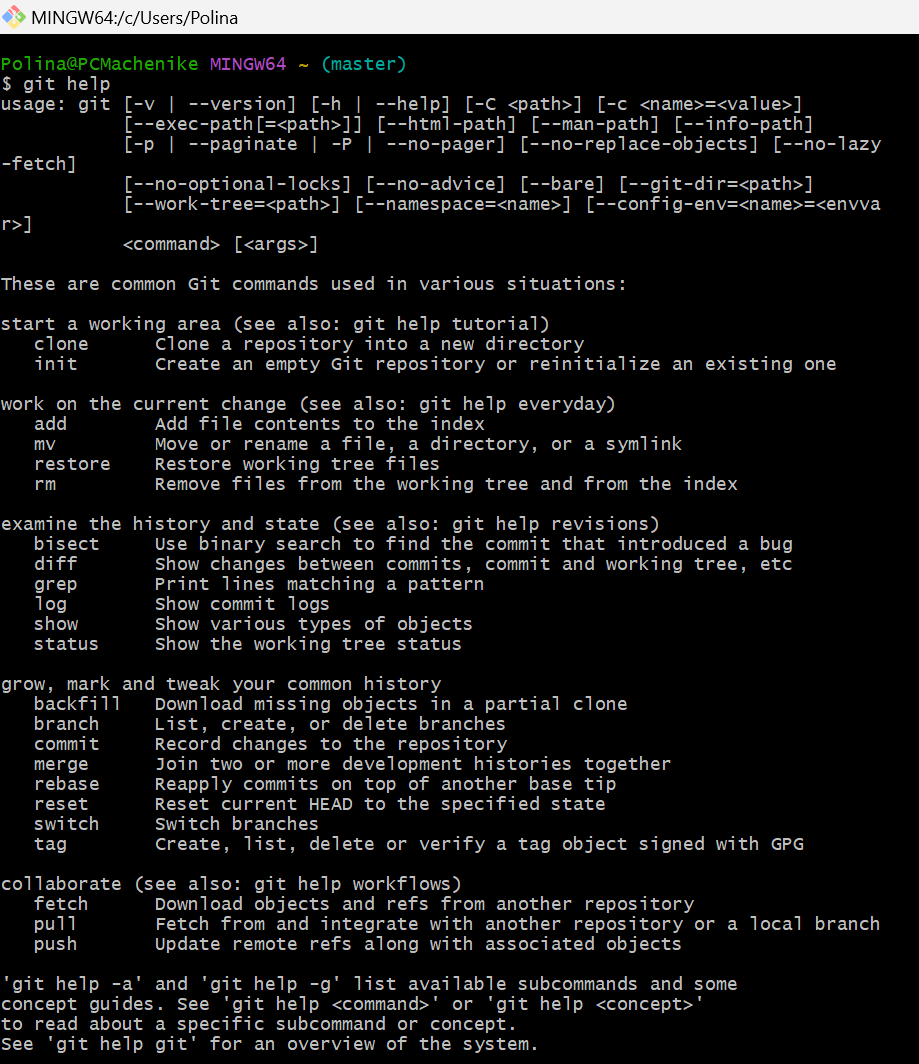 MINGW64:/c/Users/Polina
Polina@PCMachenike MINGW64 ~ (master)
$ git help
usage: git [-v | --version] [-h | --help] [-C <path>] [-c <name>=<value>]
           [--exec-path[=<path>]] [--html-path] [--man-path] [--info-path]
           [-p | --paginate | -P | --no-pager] [--no-replace-objects] [--no-lazy
-fetch]
           [--no-optional-locks] [--no-advice] [--bare] [--git-dir=<path>]
           [--work-tree=<path>] [--namespace=<name>] [--config-env=<name>=<envva
r>]
           <command> [<args>]

These are common Git commands used in various situations:

start a working area (see also: git help tutorial)
   clone      Clone a repository into a new directory
   init       Create an empty Git repository or reinitialize an existing one

work on the current change (see also: git help everyday)
   add        Add file contents to the index
   mv         Move or rename a file, a directory, or a symlink
   restore    Restore working tree files
   rm         Remove files from the working tree and from the index

examine the history and state (see also: git help revisions)
   bisect     Use binary search to find the commit that introduced a bug
   diff       Show changes between commits, commit and working tree, etc
   grep       Print lines matching a pattern
   log        Show commit logs
   show       Show various types of objects
   status     Show the working tree status

grow, mark and tweak your common history
   backfill   Download missing objects in a partial clone
   branch     List, create, or delete branches
   commit     Record changes to the repository
   merge      Join two or more development histories together
   rebase     Reapply commits on top of another base tip
   reset      Reset current HEAD to the specified state
   switch     Switch branches
   tag        Create, list, delete or verify a tag object signed with GPG

collaborate (see also: git help workflows)
   fetch      Download objects and refs from another repository
   pull       Fetch from and integrate with another repository or a local branch
   push       Update remote refs along with associated objects

'git help -a' and 'git help -g' list available subcommands and some
concept guides. See 'git help <command>' or 'git help <concept>'
to read about a specific subcommand or concept.
See 'git help git' for an overview of the system.